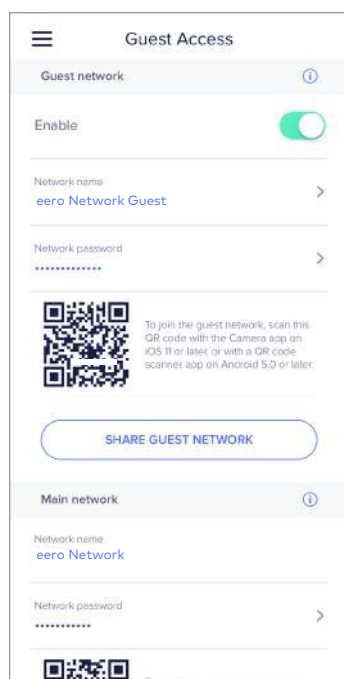 Guest Access
Guest network
Enable
Network name
eero Network Guest
Network password
•••••••••••••
To join the guest network, scan this
QR code with the Camera app on
iOS 11 or later, or with a QR code
scanner app on Android 5.0 or later.
SHARE GUEST NETWORK
Main network
Network name
eero Network
Network password
•••••••••••